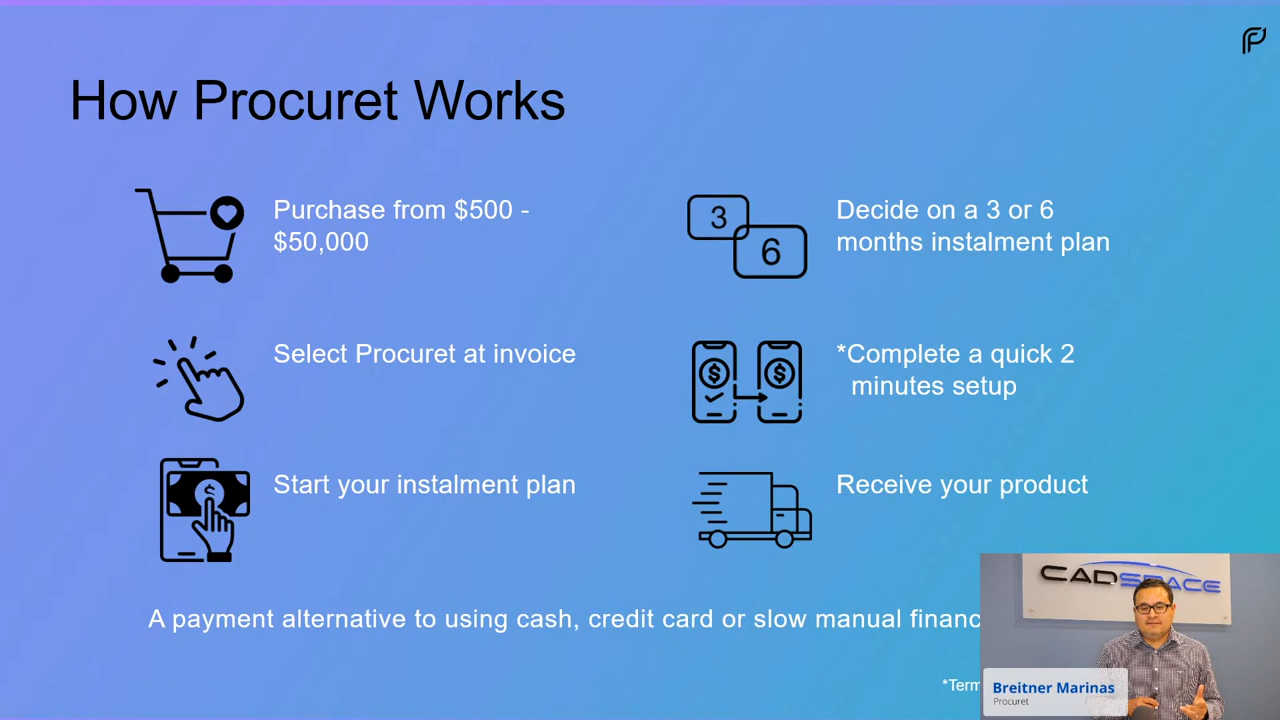 How Procuret Works
Purchase from $500 -
$50,000
3
6
Decide on a 3 or 6
months instalment plan
Select Procuret at invoice
*Complete a quick 2
minutes setup
Start your instalment plan
Receive your product
A payment alternative to using cash, credit card or slow manual
CADSPACE
Breitner Marinas
Procuret